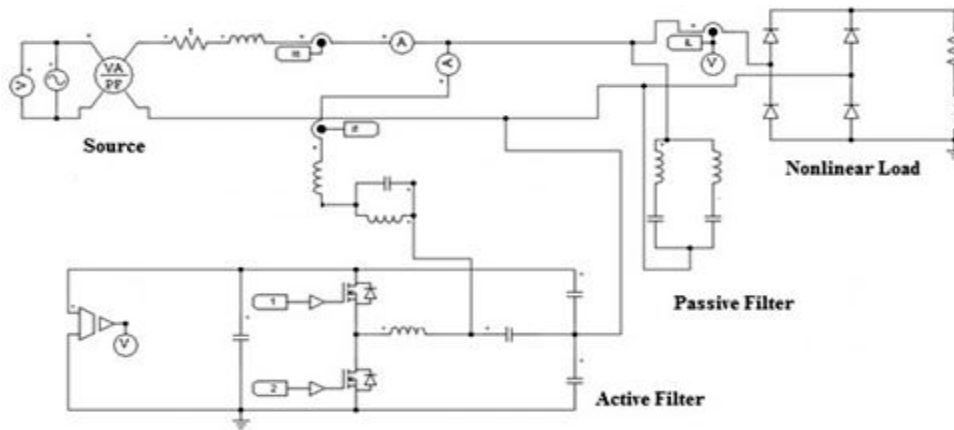 V
VA
PF
A
A
V
Source
Nonlinear Load
Passive Filter
V
1
2
Active Filter